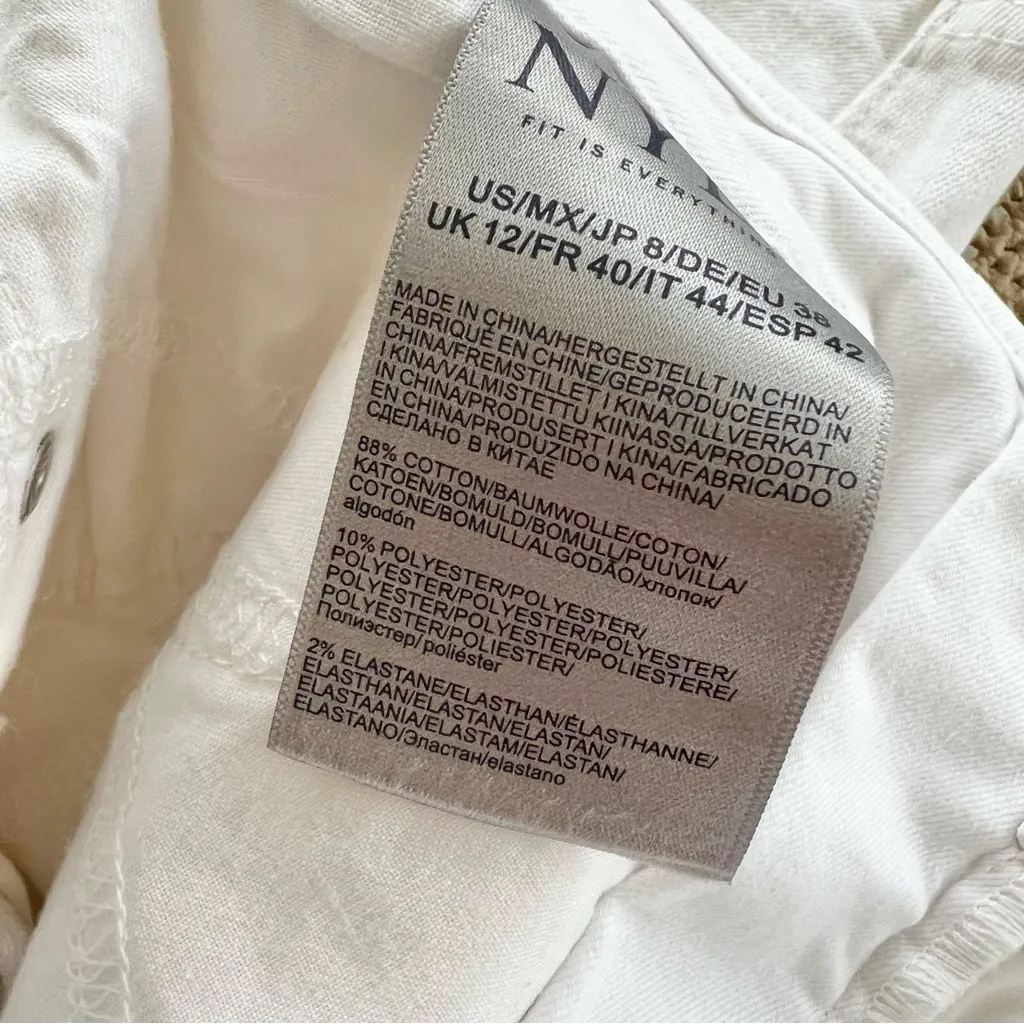 NY
FIT IS EVERYTHIN
US/MX/JP 8/DE/EU 38
UK 12/FR 40/IT 44/ESP 42
MADE IN CHINA/HERGESTELLT IN CHINA/
FABRIQUÉ EN CHINE/GEPRODUCEERD IN
CHINA/FREMSTILLET I KINA/TILLVERKAT
I KINA/VALMISTETTU KIINASSA/PRODOTTO
IN CHINA/PRODUSERT I KINA/FABRICADO
EN CHINA/PRODUZIDO NA CHINA/
СДЕЛАНО В КИТАЕ
88% COTTON/BAUMWOLLE/COTON/
KATOEN/BOMULD/BOMULL/PUUVILLA/
COTONE/BOMULL/ALGODÃO/хлопок/
algodón
10% POLYESTER/POLYESTER/
POLYESTER/POLYESTER/POLYESTER/
POLYESTER/POLYESTER/POLIESTERE/
POLYESTER/POLIESTER/
Полиэстер/poliéster
2% ELASTANE/ELASTHAN/ÉLASTHANNE/
ELASTHAN/ELASTAN/ELASTAN/
ELASTAANIA/ELASTAM/ELASTAN/
ELASTANO/Эластан/elastano